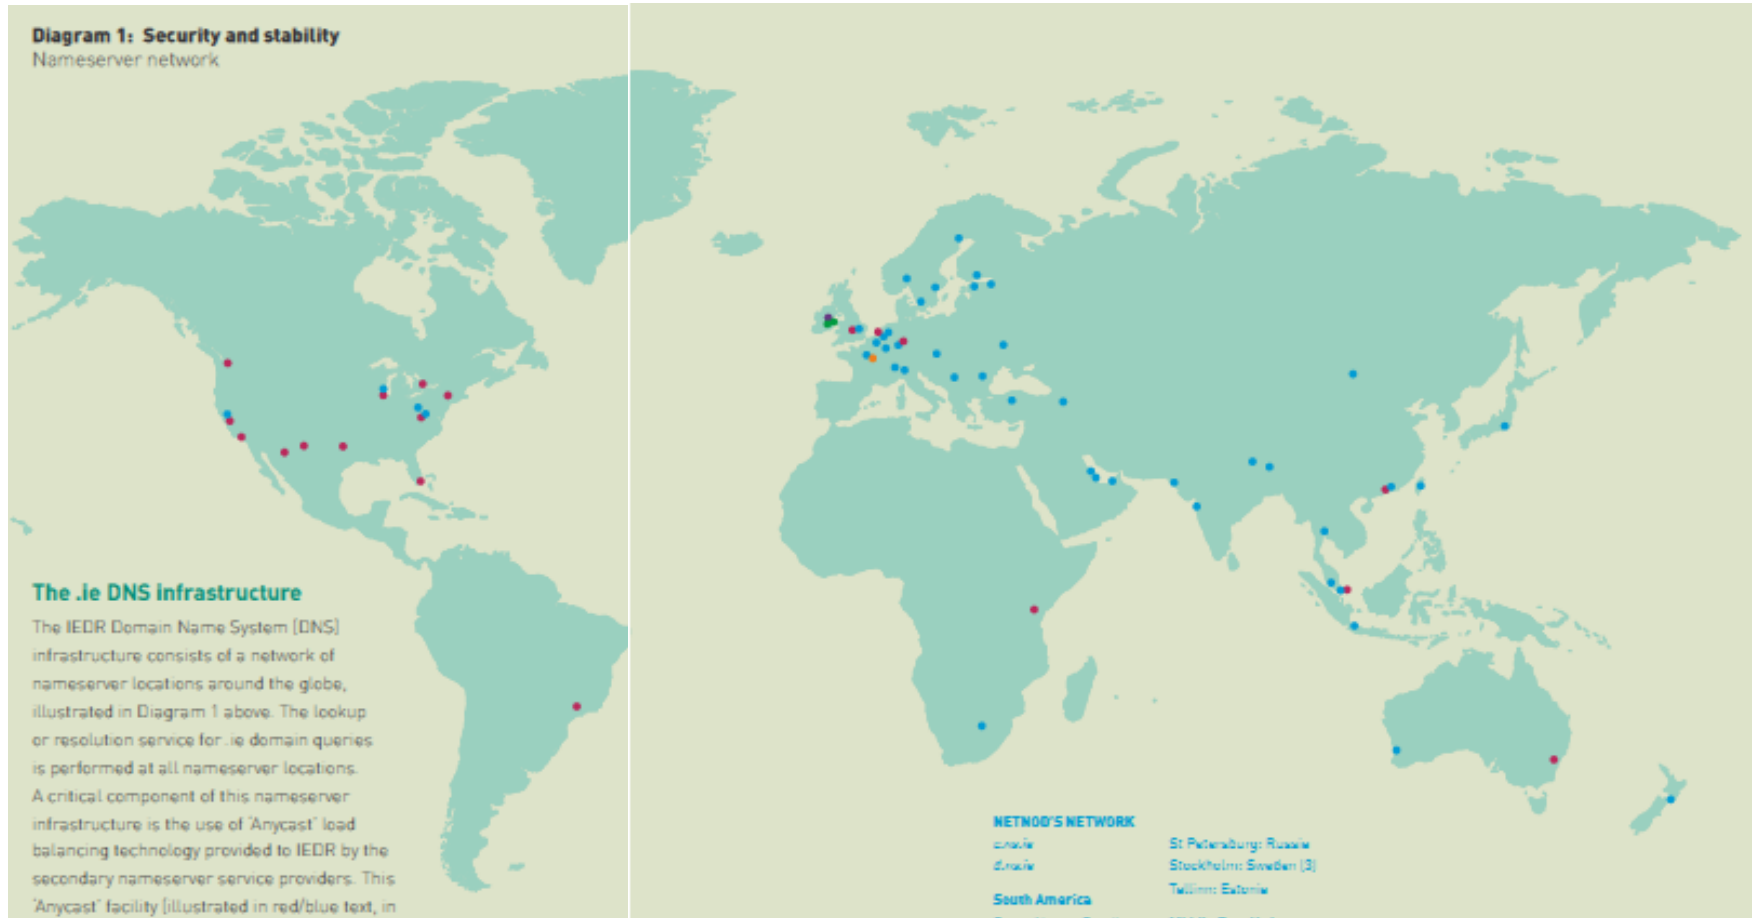 Diagram 1: Security and stability
Nameserver network
The .ie DNS infrastructure
The IEDR Domain Name System (DNS)
infrastructure consists of a network of
nameserver locations around the globe,
illustrated in Diagram 1 above. The lookup
or resolution service for .ie domain queries
is performed at all nameserver locations.
A critical component of this nameserver
infrastructure is the use of ‘Anycast’ load
balancing technology provided to IEDR by the
secondary nameserver service providers. This
‘Anycast’ facility (illustrated in red/blue text, in
NETNOD'S NETWORK
c.ns.ie
d.ns.ie
South America
St Petersburg: Russia
Stockholm: Sweden (3)
Tallinn: Estonia